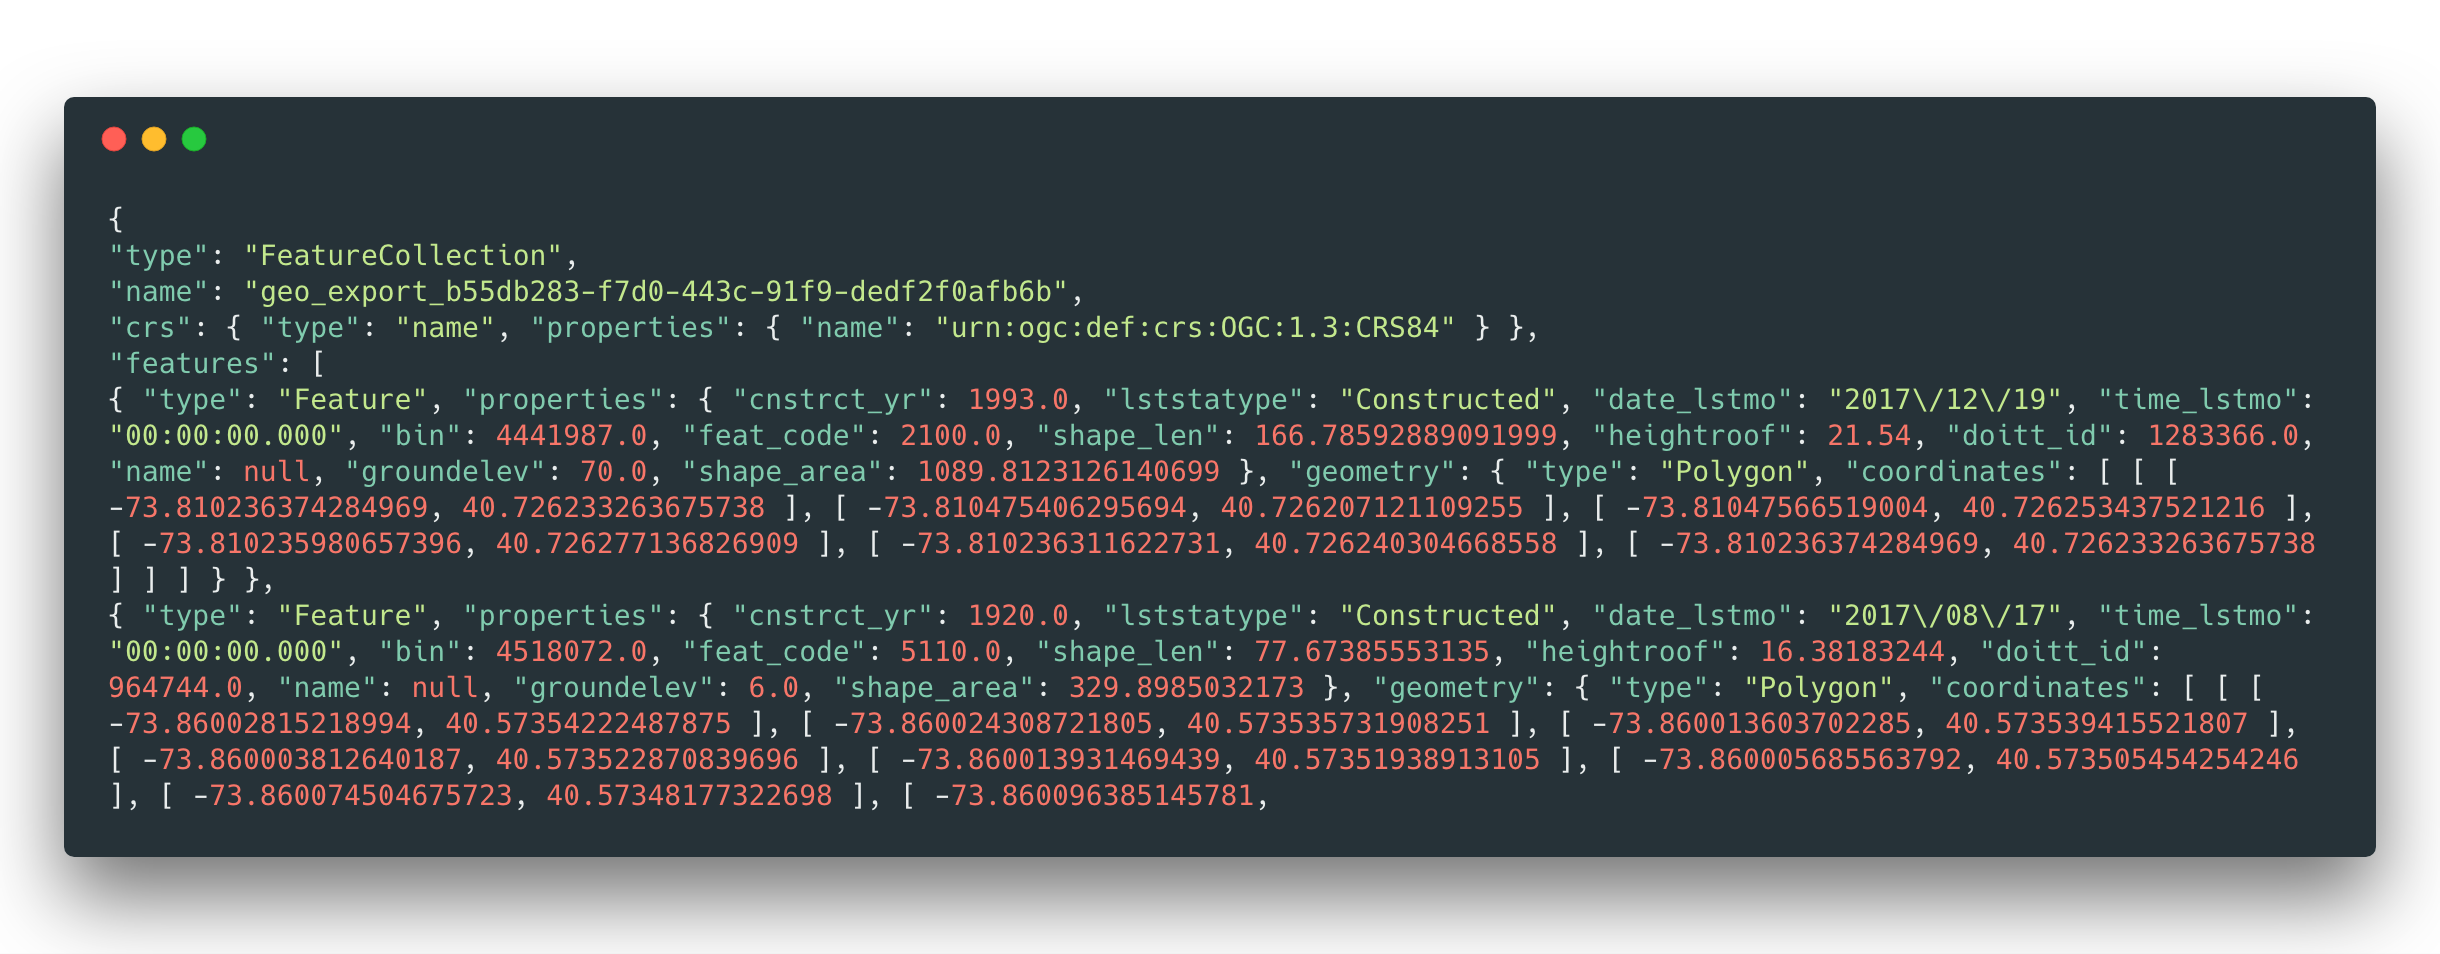 {
"type": "FeatureCollection",
"name": "geo_export_b55db283-f7d0-443c-91f9-dedf2f0afb6b",
"crs": { "type": "name", "properties": { "name": "urn:ogc:def:crs:OGC:1.3:CRS84" } },
"features": [
{ "type": "Feature", "properties": { "cnstrct_yr": 1993.0, "lststatype": "Constructed", "date_lstmo": "2017\/12\/19", "time_lstmo":
"00:00:00.000", "bin": 4441987.0, "feat_code": 2100.0, "shape_len": 166.78592889091999, "heightroof": 21.54, "doitt_id": 1283366.0,
"name": null, "groundelev": 70.0, "shape_area": 1089.8123126140699 }, "geometry": { "type": "Polygon", "coordinates": [ [ [
-73.810236374284969, 40.726233263675738 ], [ -73.810475406295694, 40.726207121109255 ], [ -73.81047566519004, 40.726253437521216 ],
[ -73.810235980657396, 40.726277136826909 ], [ -73.810236311622731, 40.726240304668558 ], [ -73.810236374284969, 40.726233263675738
] ] ] } },
{ "type": "Feature", "properties": { "cnstrct_yr": 1920.0, "lststatype": "Constructed", "date_lstmo": "2017\/08\/17", "time_lstmo":
"00:00:00.000", "bin": 4518072.0, "feat_code": 5110.0, "shape_len": 77.67385553135, "heightroof": 16.38183244, "doitt_id":
964744.0, "name": null, "groundelev": 6.0, "shape_area": 329.8985032173 }, "geometry": { "type": "Polygon", "coordinates": [ [ [
-73.86002815218994, 40.57354222487875 ], [ -73.860024308721805, 40.573535731908251 ], [ -73.860013603702285, 40.573539415521807 ],
[ -73.860003812640187, 40.573522870839696 ], [ -73.860013931469439, 40.57351938913105 ], [ -73.860005685563792, 40.573505454254246
], [ -73.860074504675723, 40.57348177322698 ], [ -73.860096385145781,